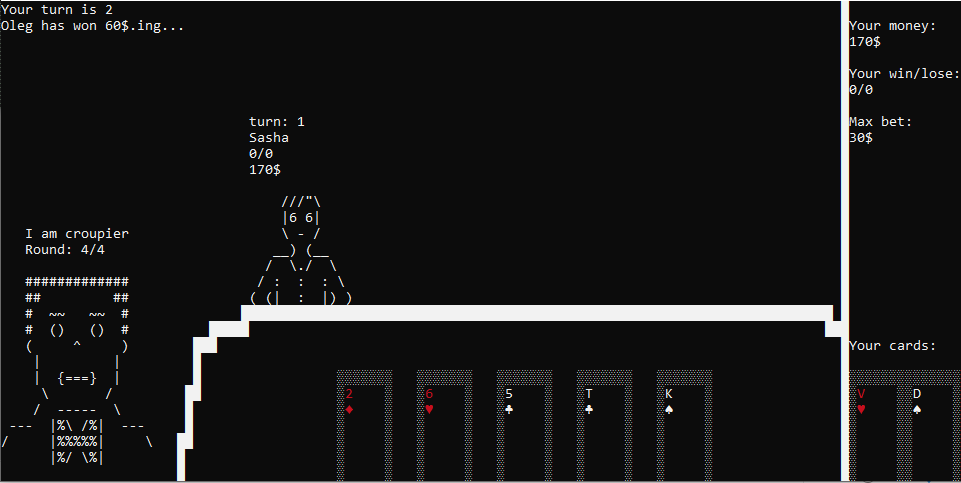 Your turn is 2
Oleg has won 60$.ing...
Your money:
170$
Your win/lose:
0/0
Max bet:
30$
turn: 1
Sasha
0/0
170$
I am croupier
Round: 4/4
Your cards:
2 6 5 T K V D
♦ ♥ ♣ ♣ ♠ ♥ ♠